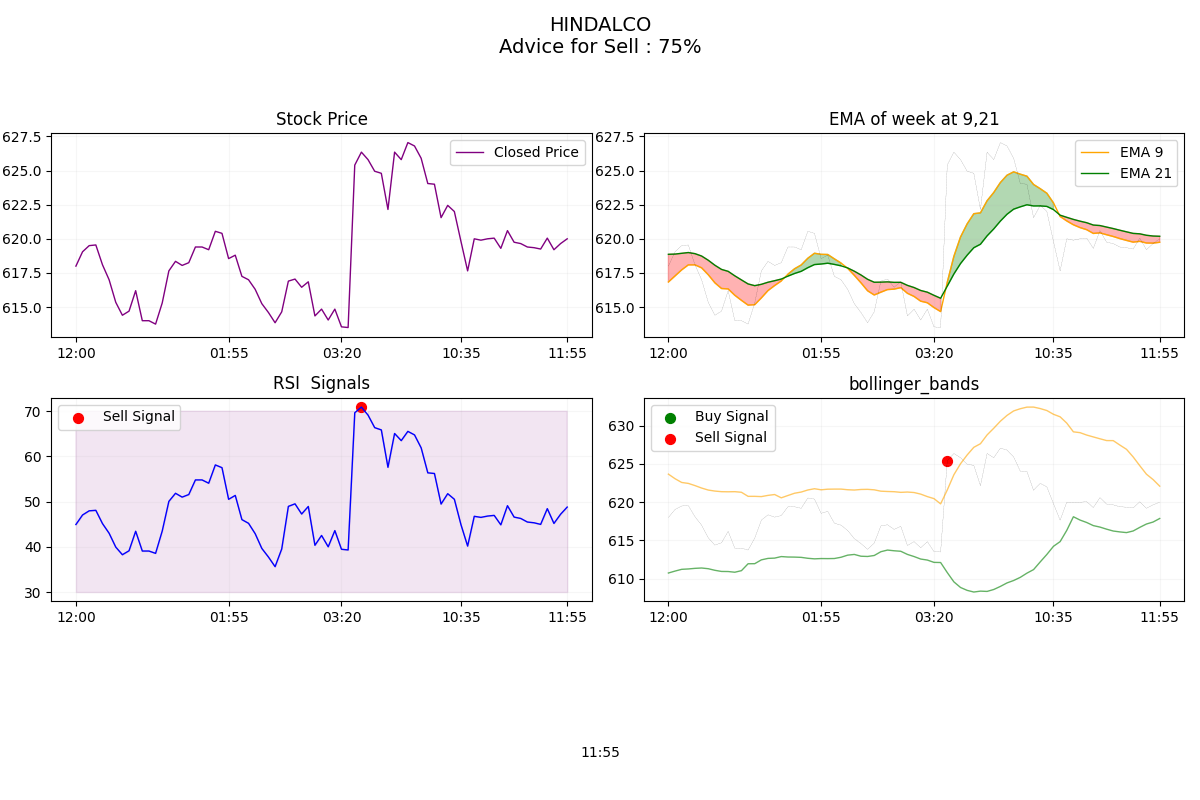 HINDALCO
Advice for Sell : 75%
Stock Price
627.5
625.0
622.5
620.0
617.5
615.0
Closed Price
12:00 01:55 03:20 10:35 11:55
EMA of week at 9,21
627.5
625.0
622.5
620.0
617.5
615.0
EMA 9
EMA 21
12:00 01:55 03:20 10:35 11:55
RSI  Signals
70
60
50
40
30
Sell Signal
12:00 01:55 03:20 10:35 11:55
bollinger_bands
630
625
620
615
610
Buy Signal
Sell Signal
12:00 01:55 03:20 10:35 11:55
11:55